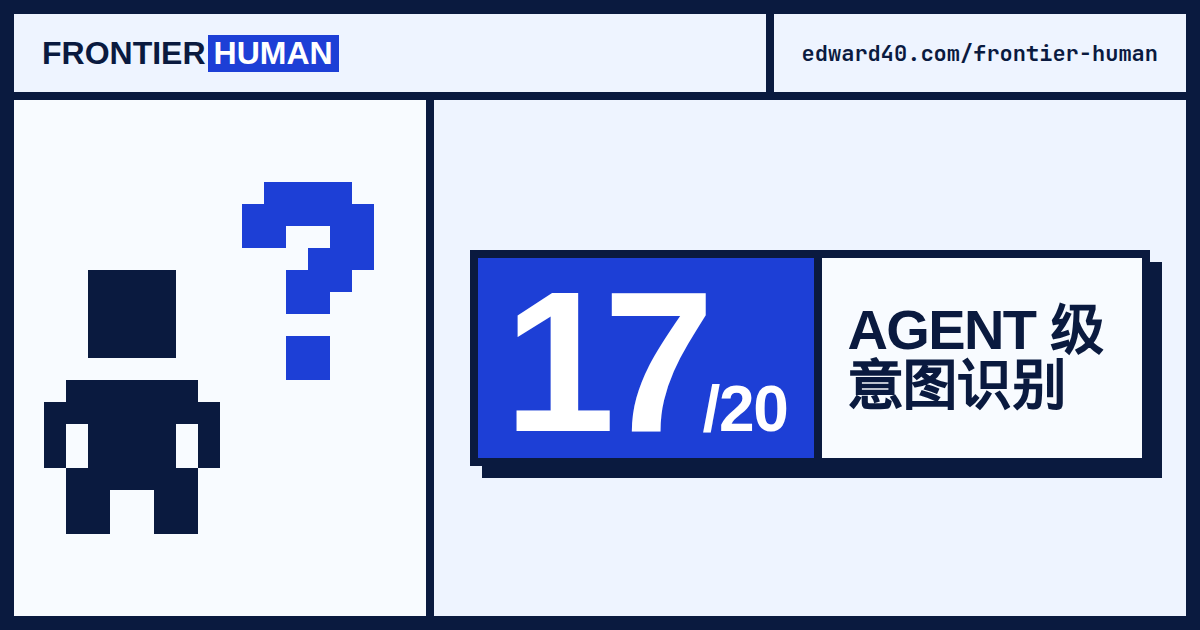 FRONTIER HUMAN
edward40.com/frontier-human
17/20
AGENT 级
意图识别